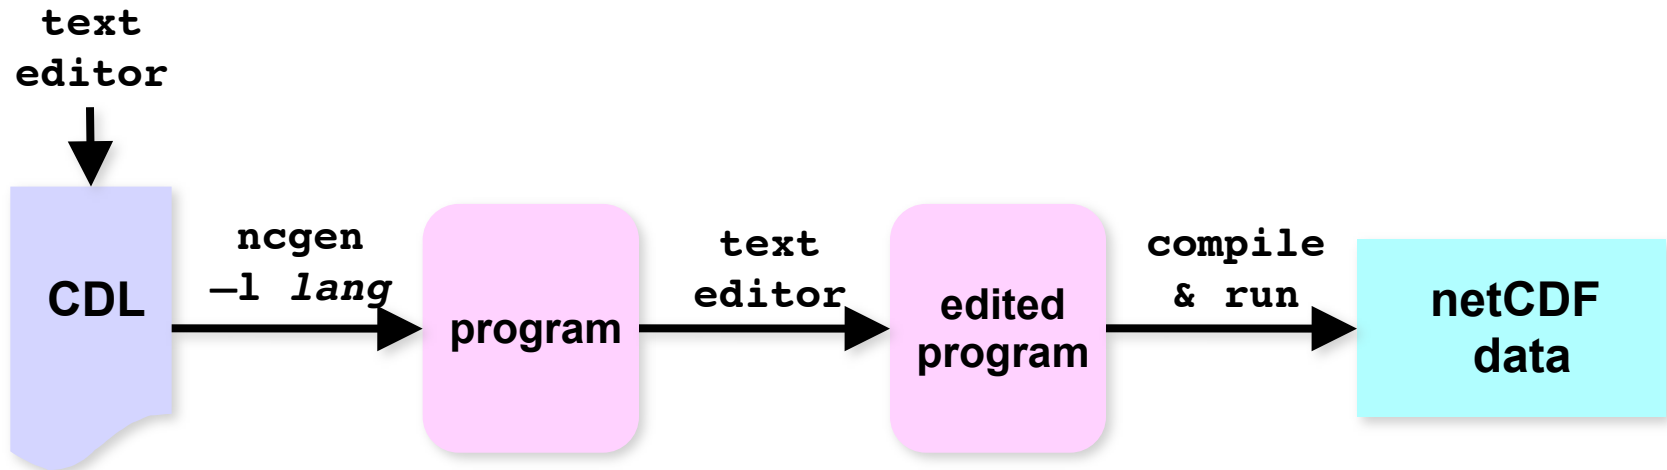 text
editor
CDL
ncgen
–l lang
program
text
editor
edited
program
compile
& run
netCDF
data